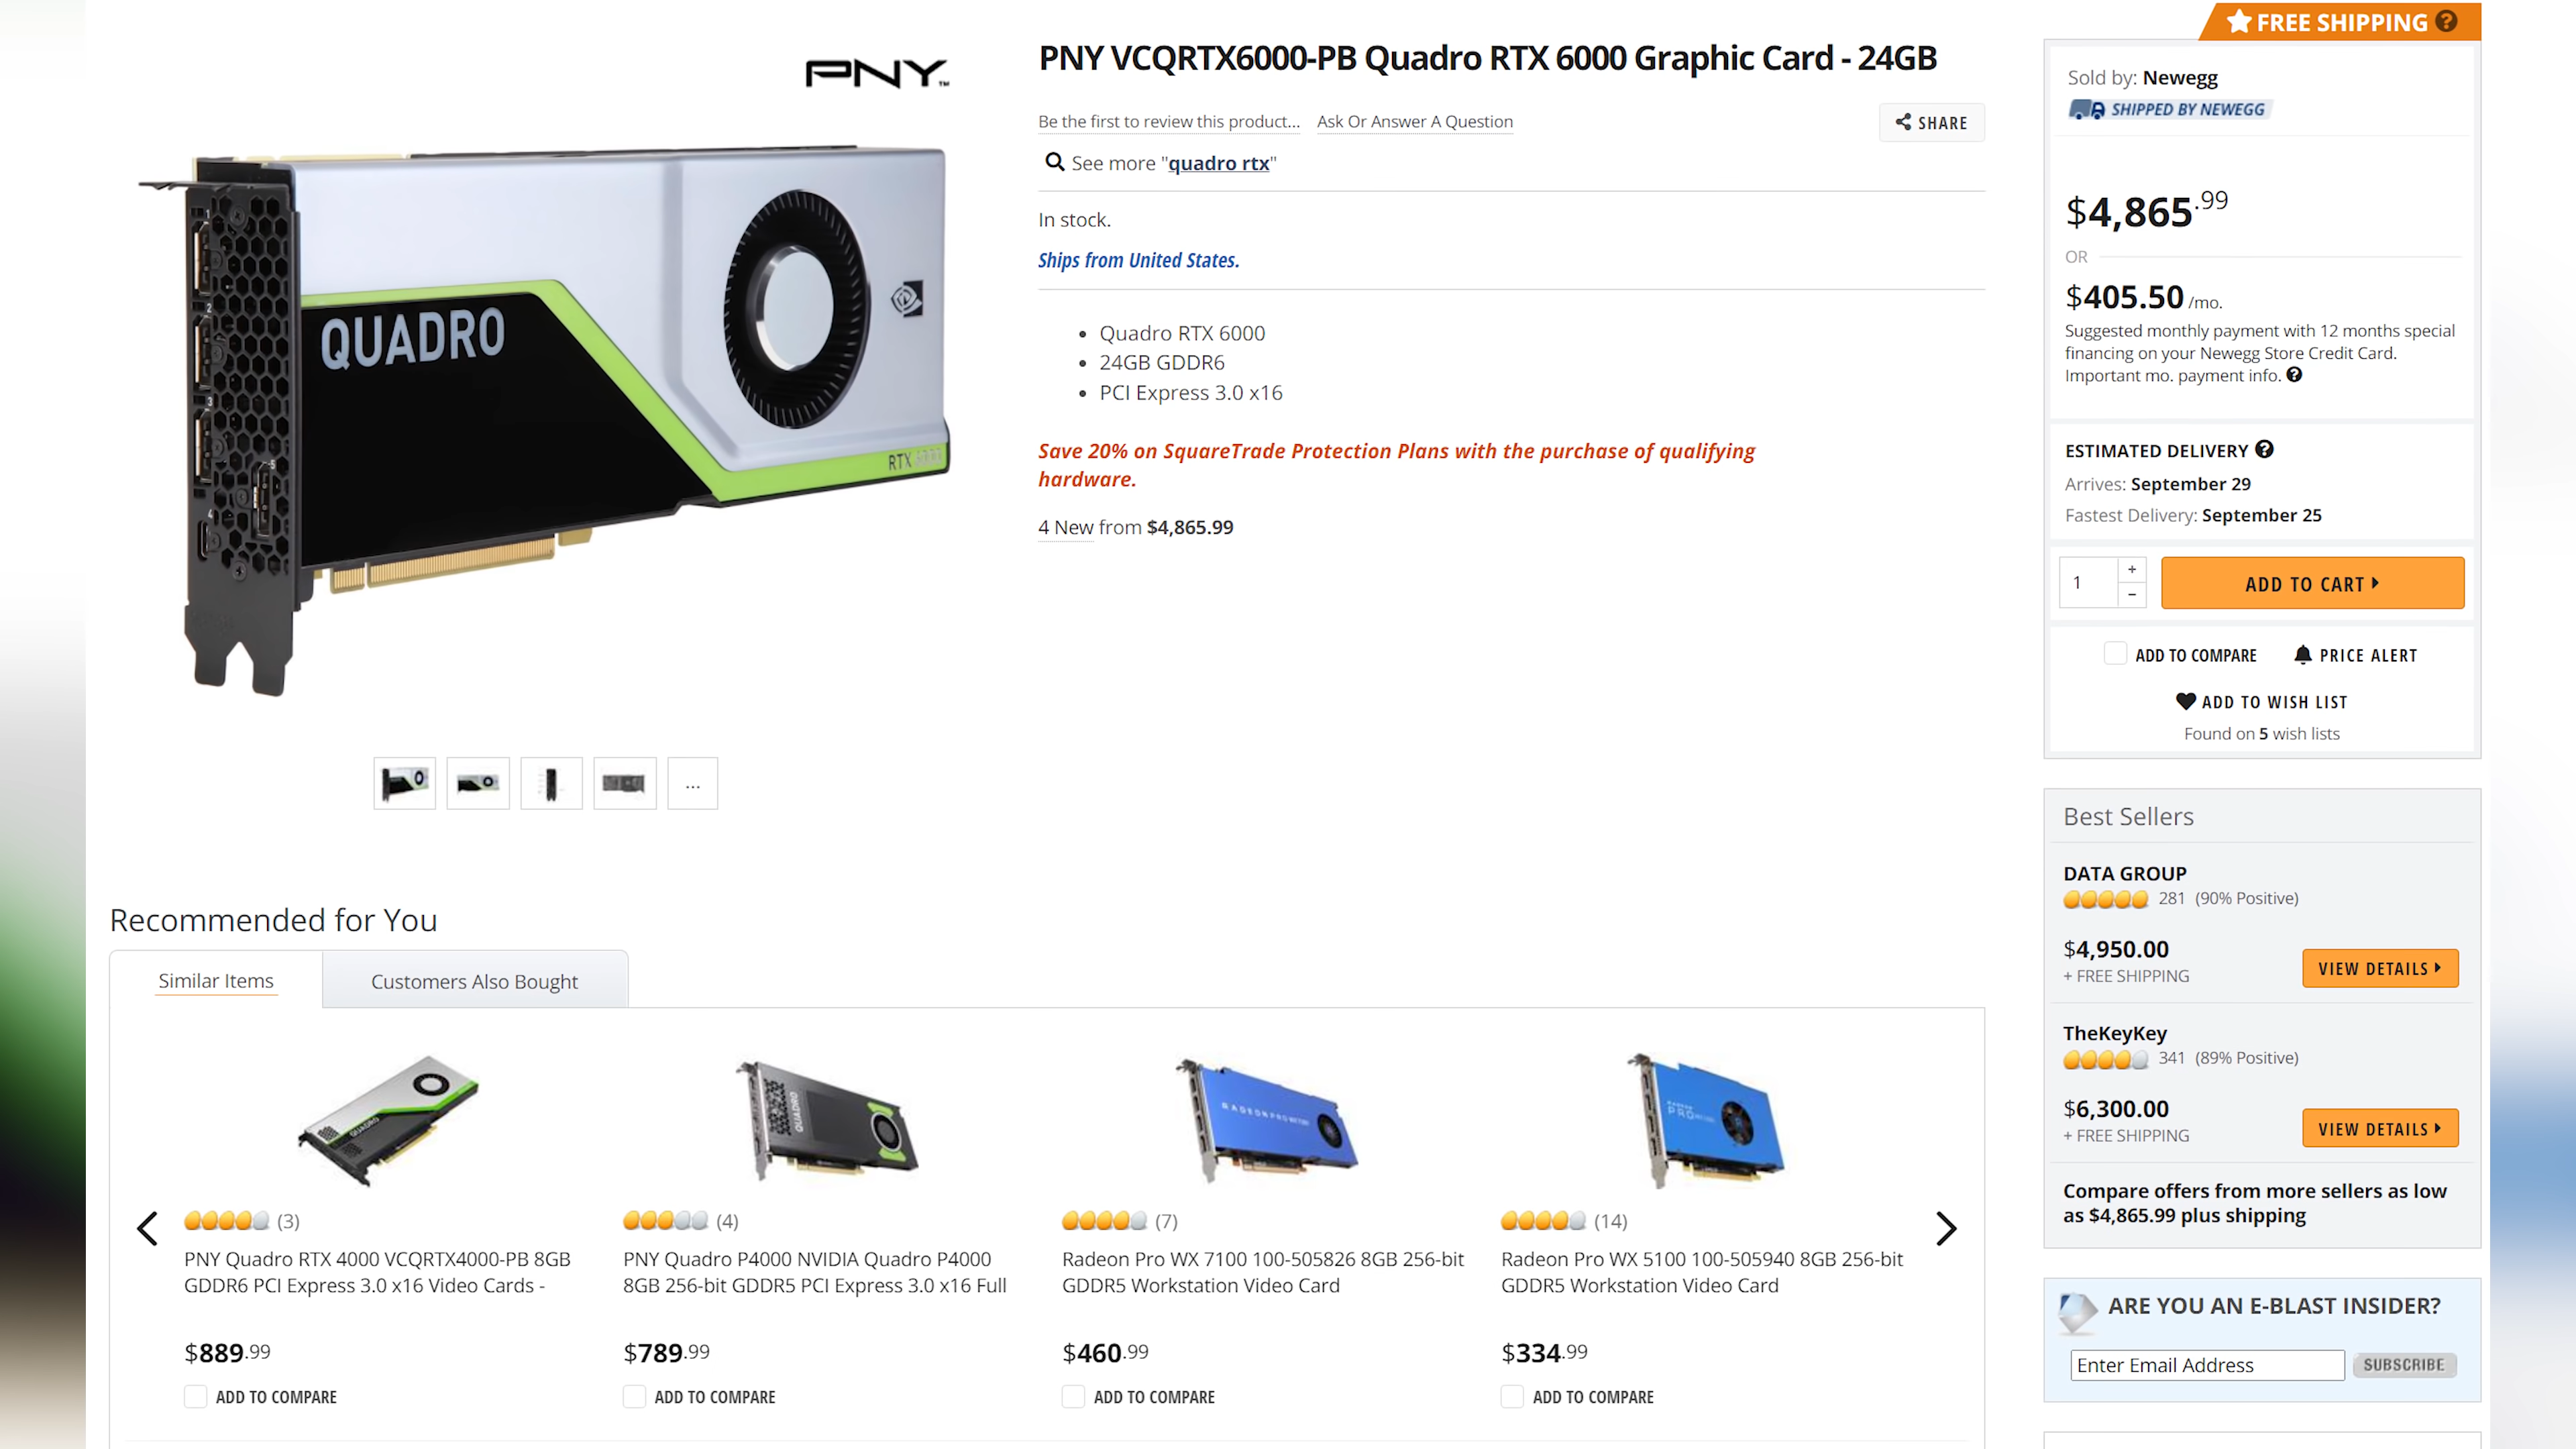 PNY
QUADRO
RTX 6000
PNY VCQRTX6000-PB Quadro RTX 6000 Graphic Card - 24GB
Be the first to review this product... Ask Or Answer A Question
SHARE
See more "quadro rtx"
In stock.
Ships from United States.
• Quadro RTX 6000
• 24GB GDDR6
• PCI Express 3.0 x16
Save 20% on SquareTrade Protection Plans with the purchase of qualifying
hardware.
4 New from $4,865.99
...
FREE SHIPPING ?
Sold by: Newegg
SHIPPED BY NEWEGG
$4,865.99
OR
$405.50 /mo.
Suggested monthly payment with 12 months special
financing on your Newegg Store Credit Card.
Important mo. payment info. ?
ESTIMATED DELIVERY ?
Arrives: September 29
Fastest Delivery: September 25
1 + −
ADD TO CART
ADD TO COMPARE PRICE ALERT
ADD TO WISH LIST
Found on 5 wish lists
Best Sellers
DATA GROUP
281 (90% Positive)
$4,950.00
+ FREE SHIPPING
VIEW DETAILS
TheKeyKey
341 (89% Positive)
$6,300.00
+ FREE SHIPPING
VIEW DETAILS
Compare offers from more sellers as low
as $4,865.99 plus shipping
ARE YOU AN E-BLAST INSIDER?
Enter Email Address SUBSCRIBE
Recommended for You
Similar Items Customers Also Bought
(3)
PNY Quadro RTX 4000 VCQRTX4000-PB 8GB
GDDR6 PCI Express 3.0 x16 Video Cards -
$889.99
ADD TO COMPARE
QUADRO
(4)
PNY Quadro P4000 NVIDIA Quadro P4000
8GB 256-bit GDDR5 PCI Express 3.0 x16 Full
$789.99
ADD TO COMPARE
(7)
Radeon Pro WX 7100 100-505826 8GB 256-bit
GDDR5 Workstation Video Card
$460.99
ADD TO COMPARE
(14)
Radeon Pro WX 5100 100-505940 8GB 256-bit
GDDR5 Workstation Video Card
$334.99
ADD TO COMPARE